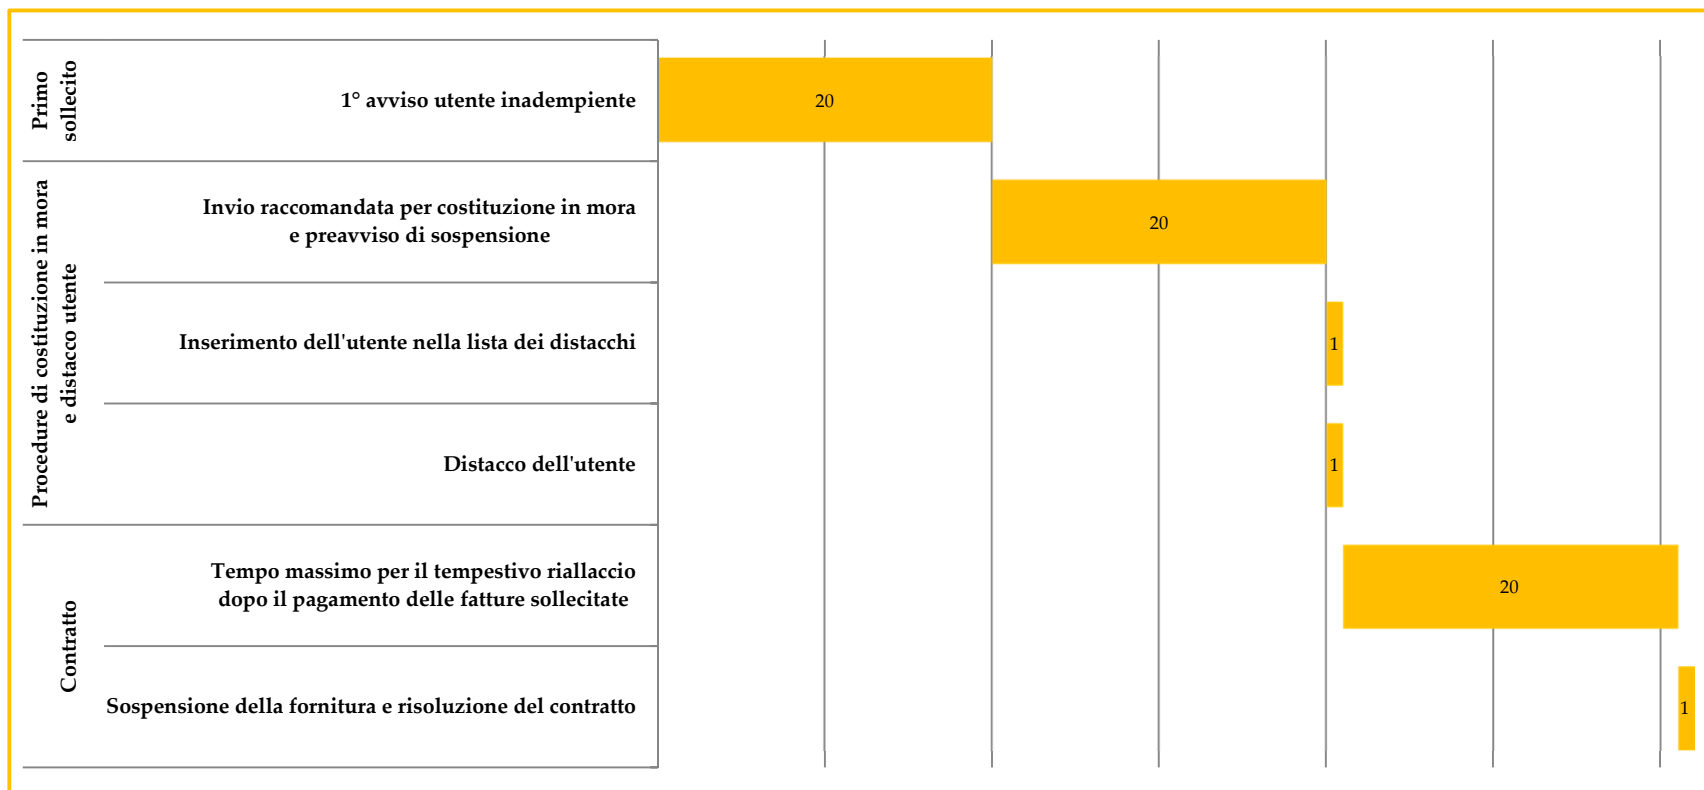 Primo
sollecito
1° avviso utente inadempiente
20
Procedure di costituzione in mora
e distacco utente
Invio raccomandata per costituzione in mora
e preavviso di sospensione
20
Inserimento dell'utente nella lista dei distacchi
1
Distacco dell'utente
1
Contratto
Tempo massimo per il tempestivo riallaccio
dopo il pagamento delle fatture sollecitate
20
Sospensione della fornitura e risoluzione del contratto
1